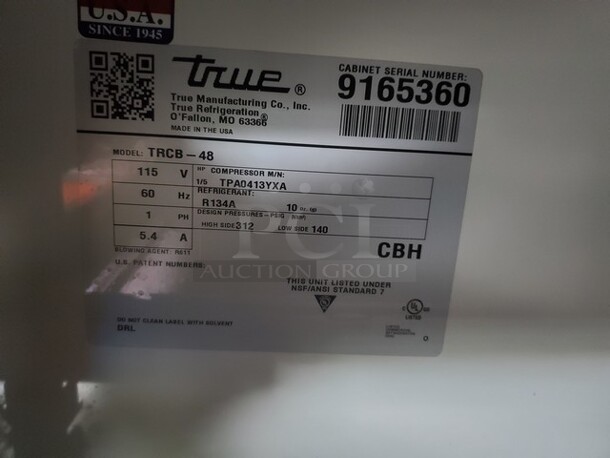 U.S.A.
SINCE 1945
true®
True Manufacturing Co., Inc.
True Refrigeration®
O'Fallon, MO 63366
MADE IN THE USA
CABINET SERIAL NUMBER:
9165360
MODEL: TRCB-48
115 V
60 Hz
1 PH
5.4 A
HP COMPRESSOR M/N:
1/5 TPA0413YXA
REFRIGERANT:
R134A 10
DESIGN PRESSURES-PSIG
HIGH SIDE 312 LOW SIDE 140
BLOWING AGENT: R611
U.S. PATENT NUMBERS:
CBH
PCI
AUCTION GROUP
THIS UNIT LISTED UNDER
NSF/ANSI STANDARD 7
LISTED
DO NOT CLEAN LABEL WITH SOLVENT
DRL
D